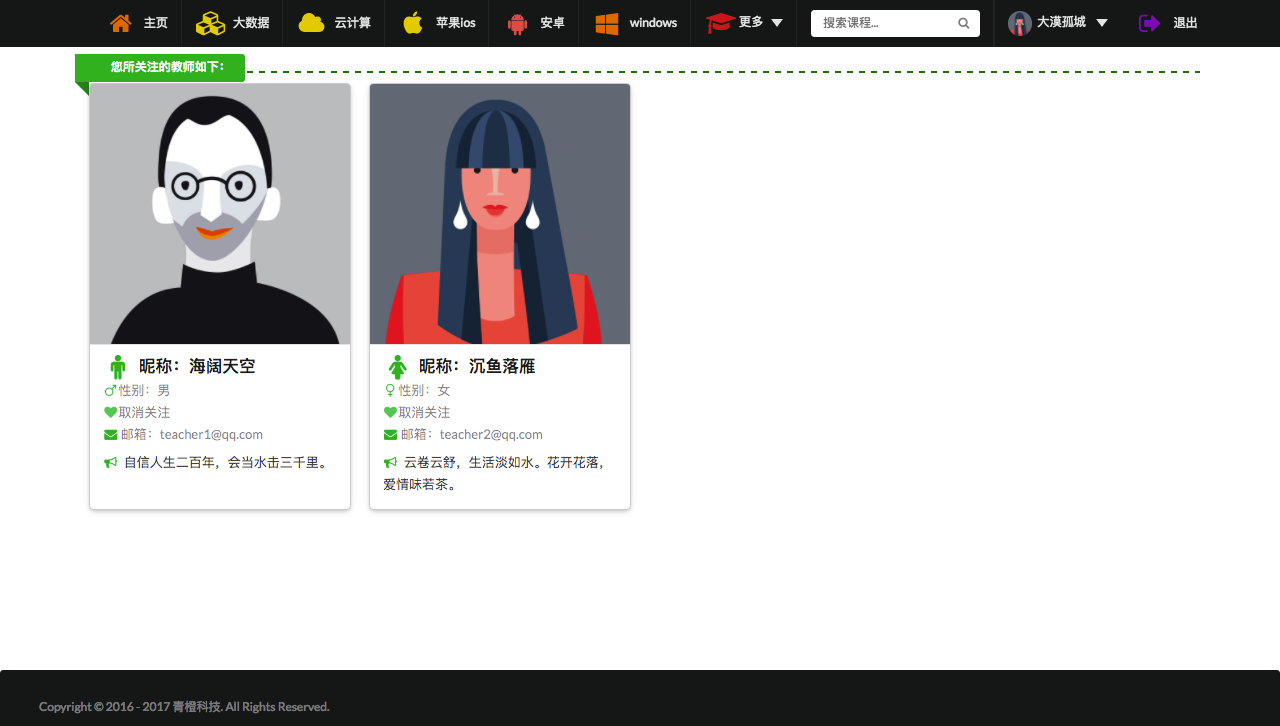 主页 大数据 云计算 苹果ios 安卓 windows 更多 搜索课程... 大漠孤城 退出
您所关注的教师如下：
昵称：海阔天空
性别：男
取消关注
邮箱：teacher1@qq.com
自信人生二百年，会当水击三千里。
昵称：沉鱼落雁
性别：女
取消关注
邮箱：teacher2@qq.com
云卷云舒，生活淡如水。花开花落，
爱情味若茶。
Copyright © 2016 - 2017 青橙科技. All Rights Reserved.